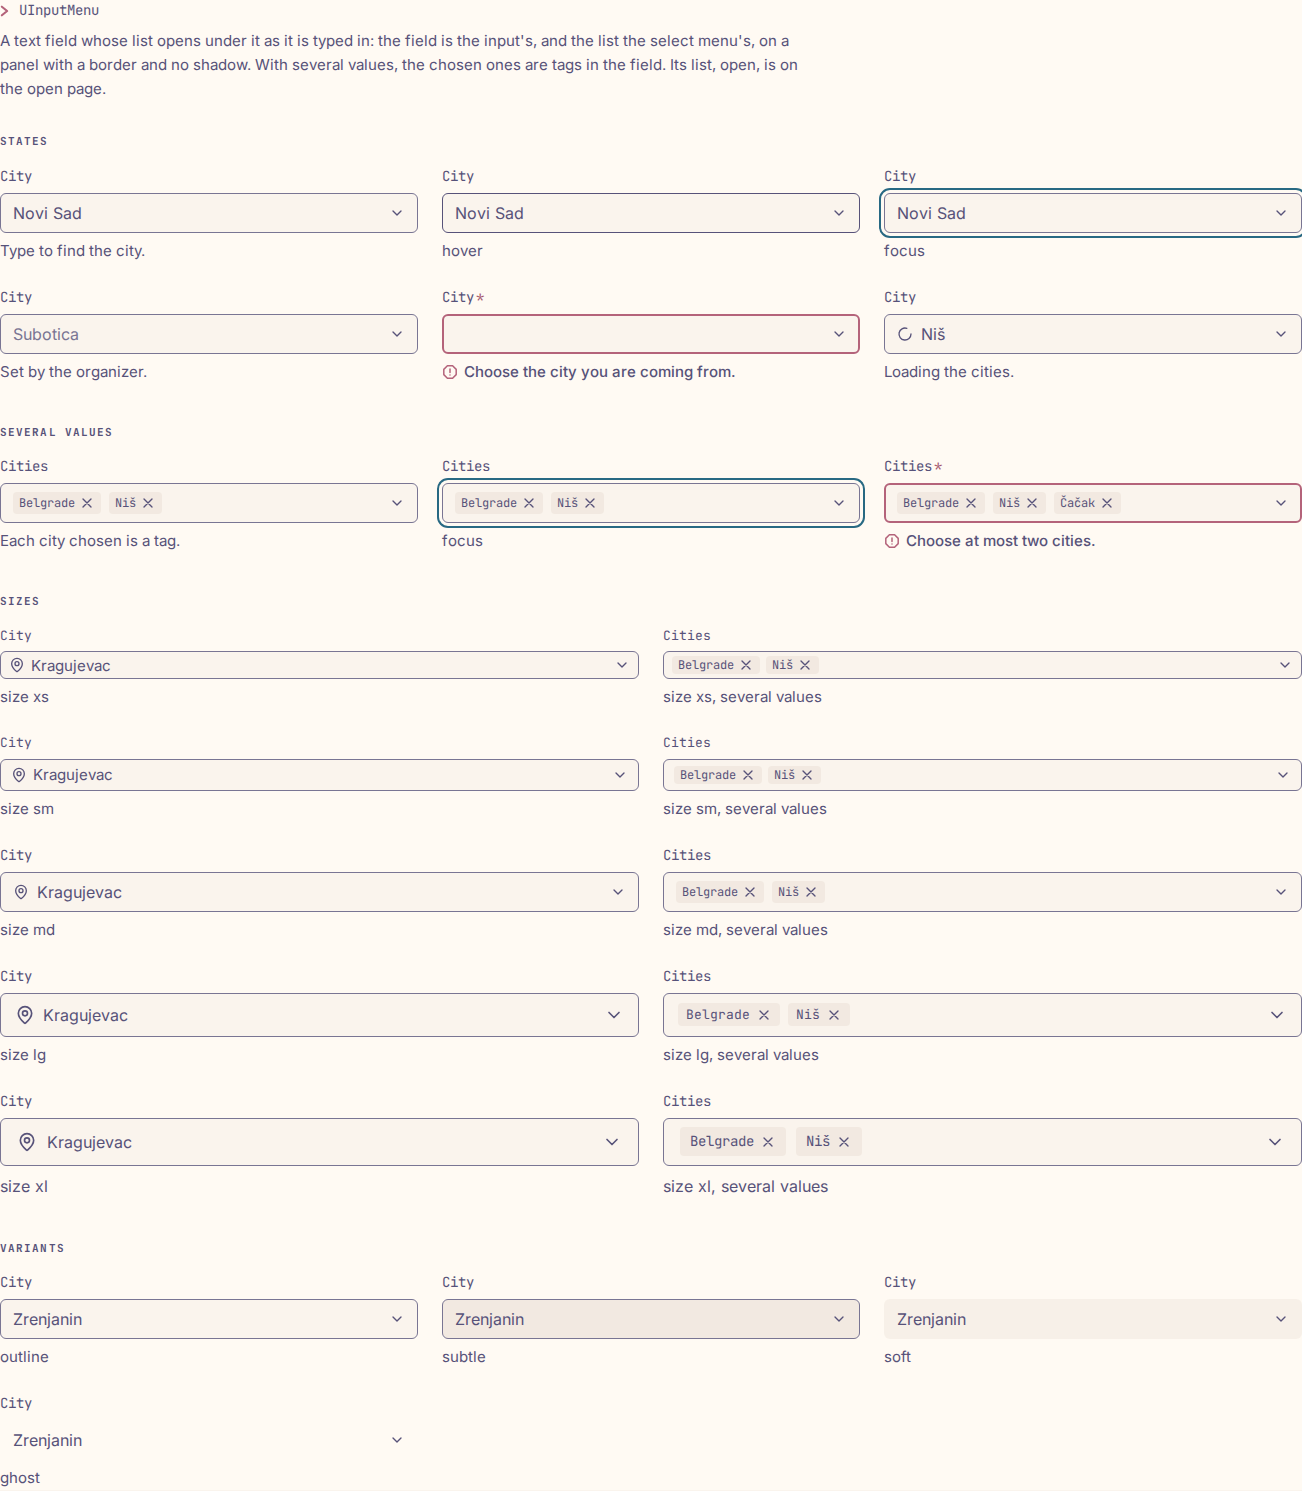 UInputMenu
A text field whose list opens under it as it is typed in: the field is the input's, and the list the select menu's, on a
panel with a border and no shadow. With several values, the chosen ones are tags in the field. Its list, open, is on
the open page.
STATES
City City City
Novi Sad Novi Sad Novi Sad
Type to find the city. hover focus
City City* City
Subotica Niš
Set by the organizer. Choose the city you are coming from. Loading the cities.
SEVERAL VALUES
Cities Cities Cities*
Belgrade Niš Belgrade Niš Belgrade Niš Čačak
Each city chosen is a tag. focus Choose at most two cities.
SIZES
City Cities
Kragujevac Belgrade Niš
size xs size xs, several values
City Cities
Kragujevac Belgrade Niš
size sm size sm, several values
City Cities
Kragujevac Belgrade Niš
size md size md, several values
City Cities
Kragujevac Belgrade Niš
size lg size lg, several values
City Cities
Kragujevac Belgrade Niš
size xl size xl, several values
VARIANTS
City City City
Zrenjanin Zrenjanin Zrenjanin
outline subtle soft
City
Zrenjanin
ghost